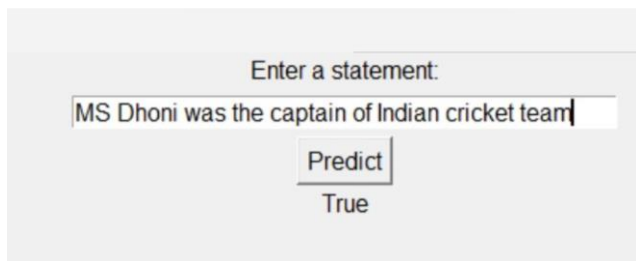 Enter a statement:
MS Dhoni was the captain of Indian cricket team
Predict
True